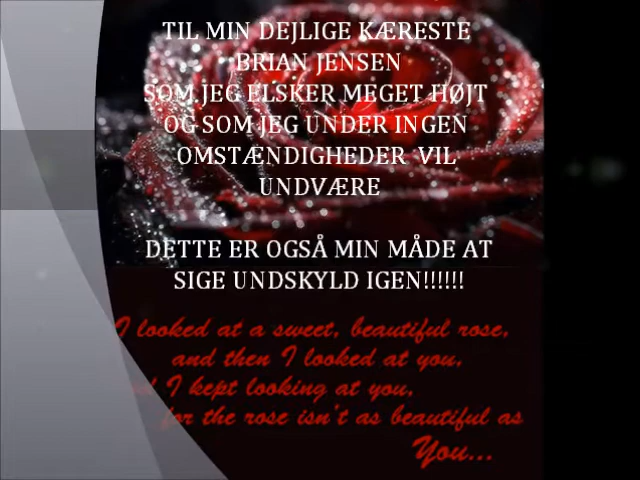 TIL MIN DEJLIGE KÆRESTE
BRIAN JENSEN
SOM JEG ELSKER MEGET HØJT
OG SOM JEG UNDER INGEN
OMSTÆNDIGHEDER VIL
UNDVÆRE
DETTE ER OGSÅ MIN MÅDE AT
SIGE UNDSKYLD IGEN!!!!!!
I looked at a sweet, beautiful rose,
and then I looked at you,
I kept looking at you,
for the rose isn't as beautiful as
You...